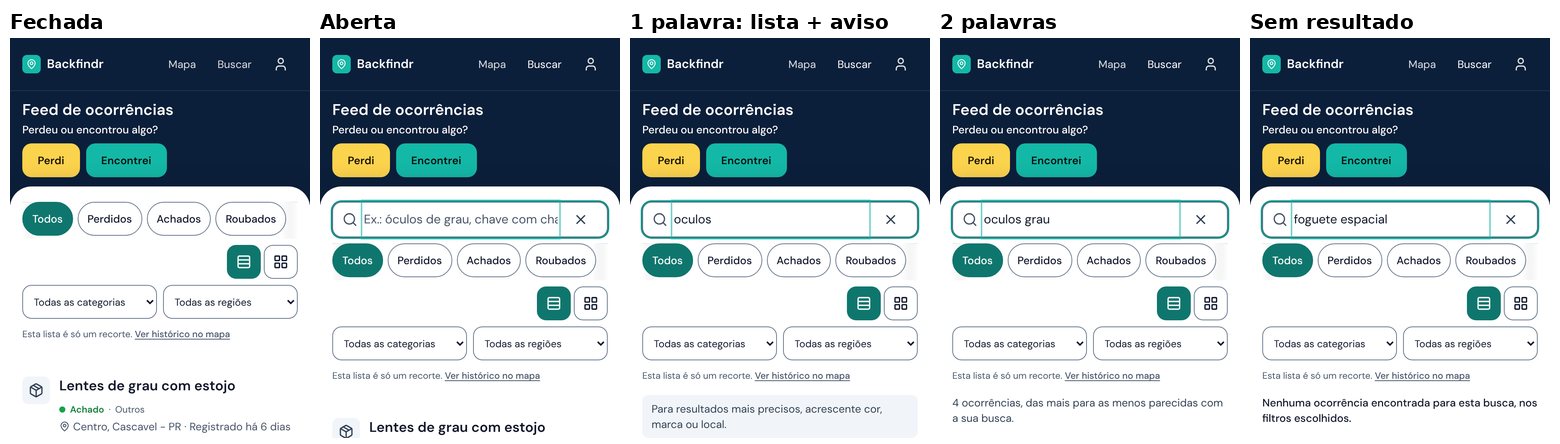 Fechada
Backfindr
Mapa Buscar
Feed de ocorrências
Perdeu ou encontrou algo?
Perdi Encontrei
Todos Perdidos Achados Roubados
Todas as categorias Todas as regiões
Esta lista é só um recorte. Ver histórico no mapa
Lentes de grau com estojo
Achado · Outros
Centro, Cascavel – PR · Registrado há 6 dias
Aberta
Backfindr
Mapa Buscar
Feed de ocorrências
Perdeu ou encontrou algo?
Perdi Encontrei
Ex.: óculos de grau, chave com cha
Todos Perdidos Achados Roubados
Todas as categorias Todas as regiões
Esta lista é só um recorte. Ver histórico no mapa
Lentes de grau com estojo
1 palavra: lista + aviso
Backfindr
Mapa Buscar
Feed de ocorrências
Perdeu ou encontrou algo?
Perdi Encontrei
oculos
Todos Perdidos Achados Roubados
Todas as categorias Todas as regiões
Esta lista é só um recorte. Ver histórico no mapa
Para resultados mais precisos, acrescente cor,
marca ou local.
2 palavras
Backfindr
Mapa Buscar
Feed de ocorrências
Perdeu ou encontrou algo?
Perdi Encontrei
oculos grau
Todos Perdidos Achados Roubados
Todas as categorias Todas as regiões
Esta lista é só um recorte. Ver histórico no mapa
4 ocorrências, das mais para as menos parecidas com
a sua busca.
Sem resultado
Backfindr
Mapa Buscar
Feed de ocorrências
Perdeu ou encontrou algo?
Perdi Encontrei
foguete espacial
Todos Perdidos Achados Roubados
Todas as categorias Todas as regiões
Esta lista é só um recorte. Ver histórico no mapa
Nenhuma ocorrência encontrada para esta busca, nos
filtros escolhidos.